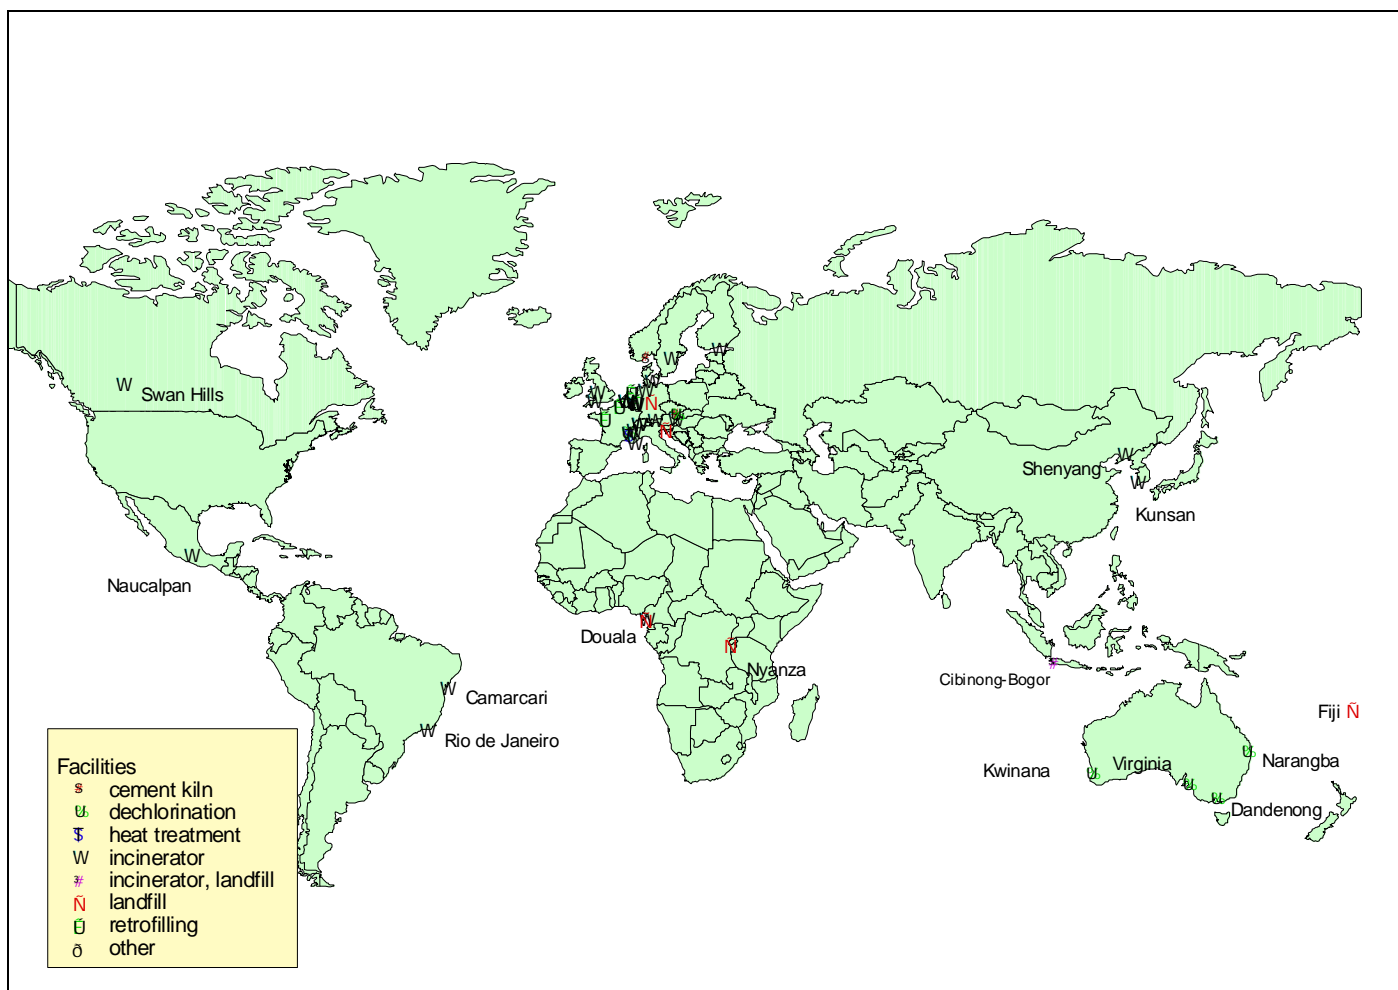 Swan Hills
Shenyang
Kunsan
Naucalpan
Douala
Nyanza
Cibinong-Bogor
Camarcari
Fiji Ñ
Rio de Janeiro
Kwinana
Virginia
Narangba
Dandenong
Facilities
cement kiln
dechlorination
heat treatment
W incinerator
# incinerator, landfill
Ñ landfill
retrofilling
ð other